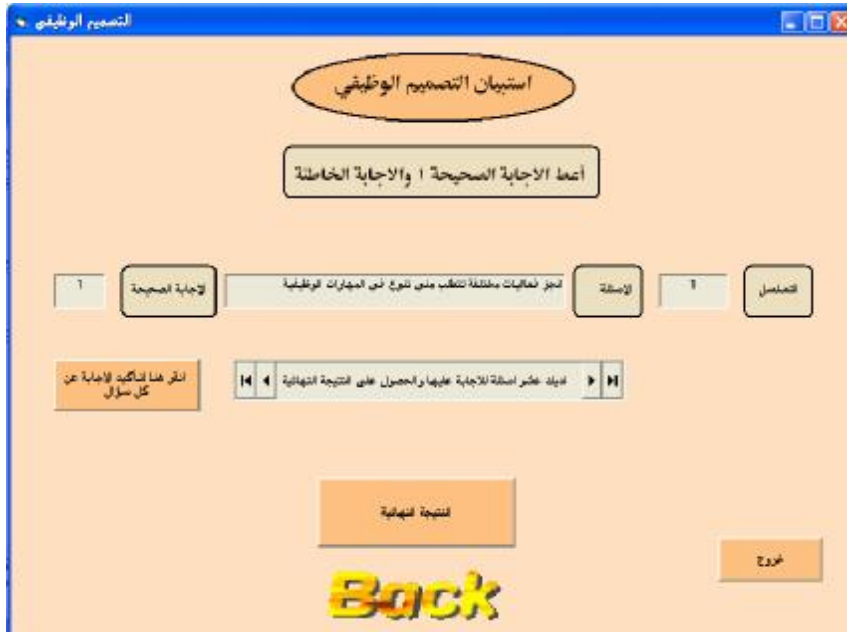 التصميم الوظيفي
استبيان التصميم الوظيفي
أعط الاجابة الصحيحة 1 والاجابة الخاطئة
التسلسل
1
الاسئلة
انجز فعاليات مختلفة تتطلب مني تنوع في المهارات الوظيفية
الاجابة الصحيحة
1
لديك عشر اسئلة للاجابة عليها والحصول على النتيجة النهائية
انقر هنا لتأكيد الاجابة عن
كل سؤال
النتيجة النهائية
خروج
Back